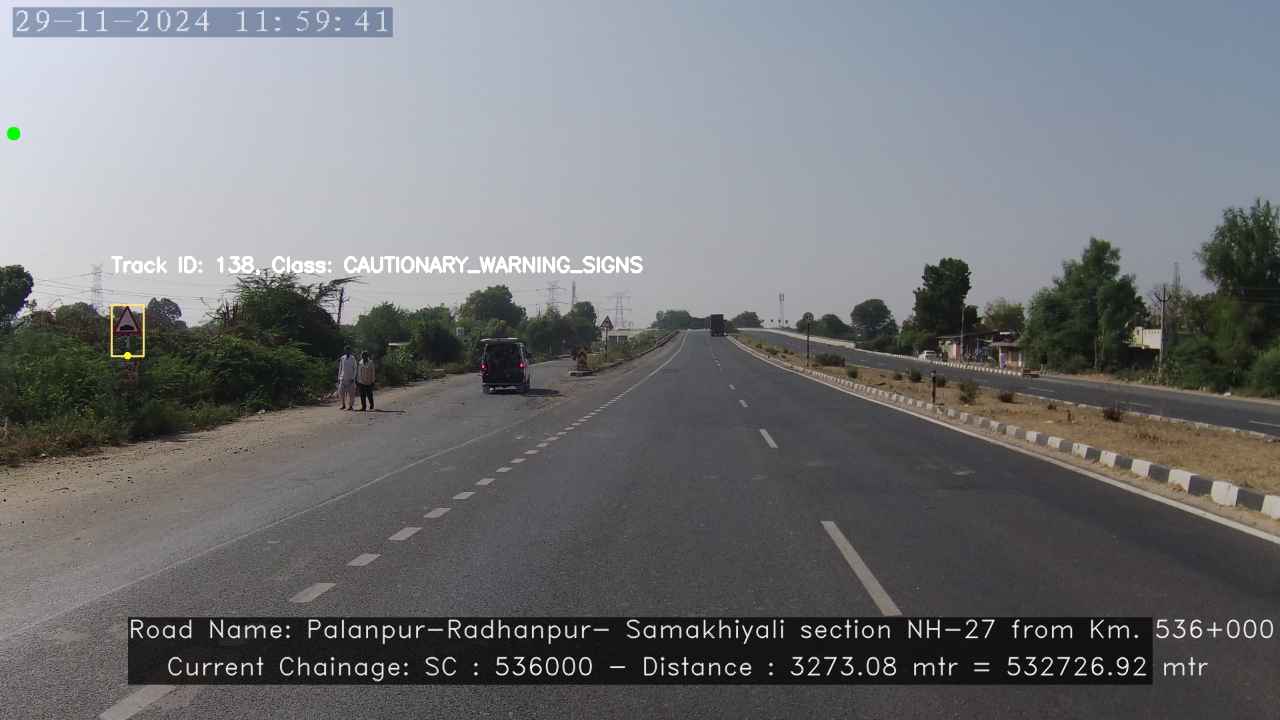 29-11-2024 11:59:41
Track ID: 138, Class: CAUTIONARY_WARNING_SIGNS
Road Name: Palanpur-Radhanpur- Samakhiyali section NH-27 from Km. 536+000
Current Chainage: SC : 536000 - Distance : 3273.08 mtr = 532726.92 mtr